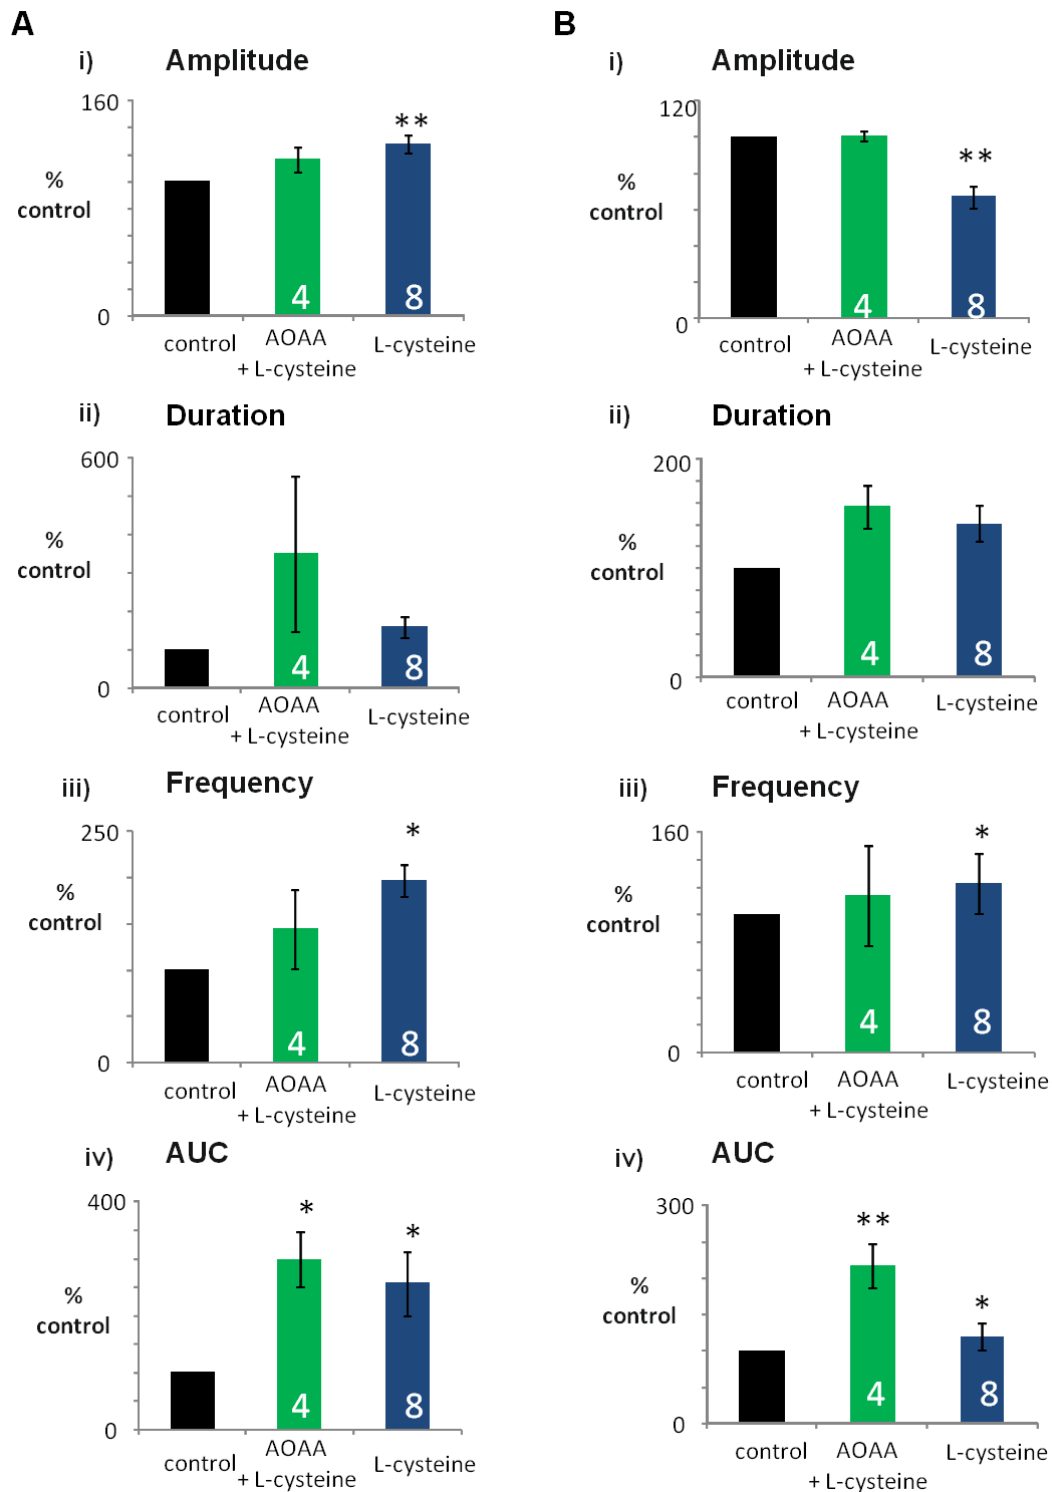 A
i) Amplitude
160
**
%
control
4
8
0
control
AOAA
+ L-cysteine
L-cysteine
ii) Duration
600
%
control
4
8
0
control
AOAA
+ L-cysteine
L-cysteine
iii) Frequency
250
*
%
control
4
8
0
control
AOAA
+ L-cysteine
L-cysteine
iv) AUC
400
*
*
%
control
4
8
0
control
AOAA
+ L-cysteine
L-cysteine
B
i) Amplitude
120
**
%
control
4
8
0
control
AOAA
+ L-cysteine
L-cysteine
ii) Duration
200
%
control
4
8
0
control
AOAA
+ L-cysteine
L-cysteine
iii) Frequency
160
*
%
control
4
8
0
control
AOAA
+ L-cysteine
L-cysteine
iv) AUC
300
**
*
%
control
4
8
0
control
AOAA
+ L-cysteine
L-cysteine